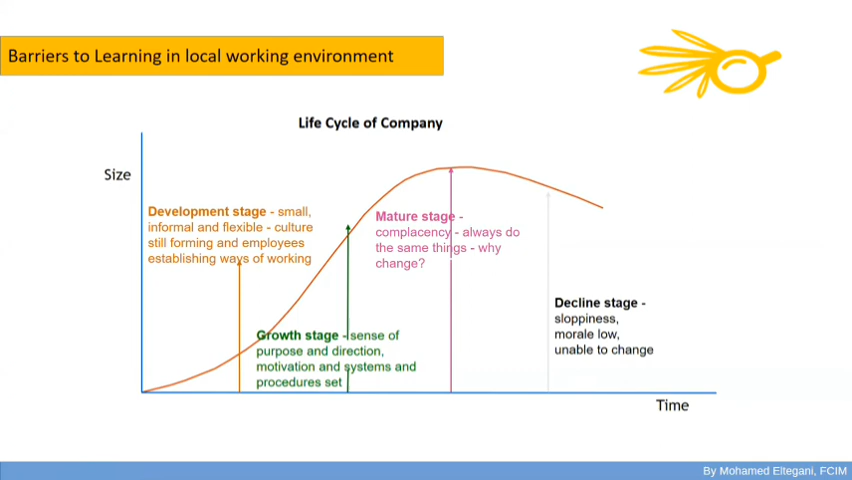 Barriers to Learning in local working environment
Life Cycle of Company
Size
Development stage - small,
informal and flexible - culture
still forming and employees
establishing ways of working
Mature stage -
complacency - always do
the same things - why
change?
Growth stage - sense of
purpose and direction,
motivation and systems and
procedures set
Decline stage -
sloppiness,
morale low,
unable to change
Time
By Mohamed Eltegani, FCIM